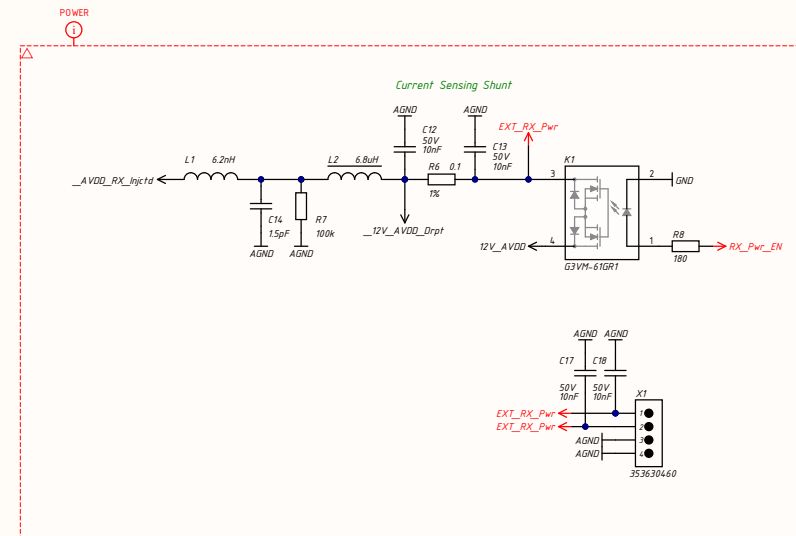 POWER
i
Current Sensing Shunt
AGND
AGND
C12
50V
10nF
C13
50V
10nF
EXT_RX_Pwr
L1 6.2nH
L2 6.8uH
R6 0.1
1%
K1
3
2
GND
__AVDD_RX_Injctd
C14
1.5pF
R7
100k
AGND
AGND
__12V_AVDD_Drpt
12V_AVDD
4
1
R8
180
RX_Pwr_EN
G3VM-61GR1
AGND AGND
C17
C18
50V
10nF
50V
10nF
X1
EXT_RX_Pwr
1
EXT_RX_Pwr
2
AGND
3
AGND
4
353630460